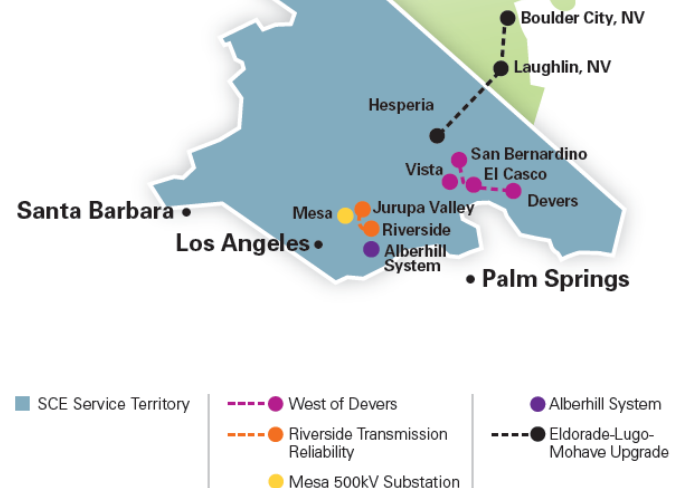 Boulder City, NV
Laughlin, NV
Hesperia
San Bernardino
Vista
El Casco
Devers
Santa Barbara
Mesa
Jurupa Valley
Riverside
Los Angeles
Alberhill
System
Palm Springs
SCE Service Territory
West of Devers
Riverside Transmission
Reliability
Mesa 500kV Substation
Alberhill System
Eldorade-Lugo-
Mohave Upgrade